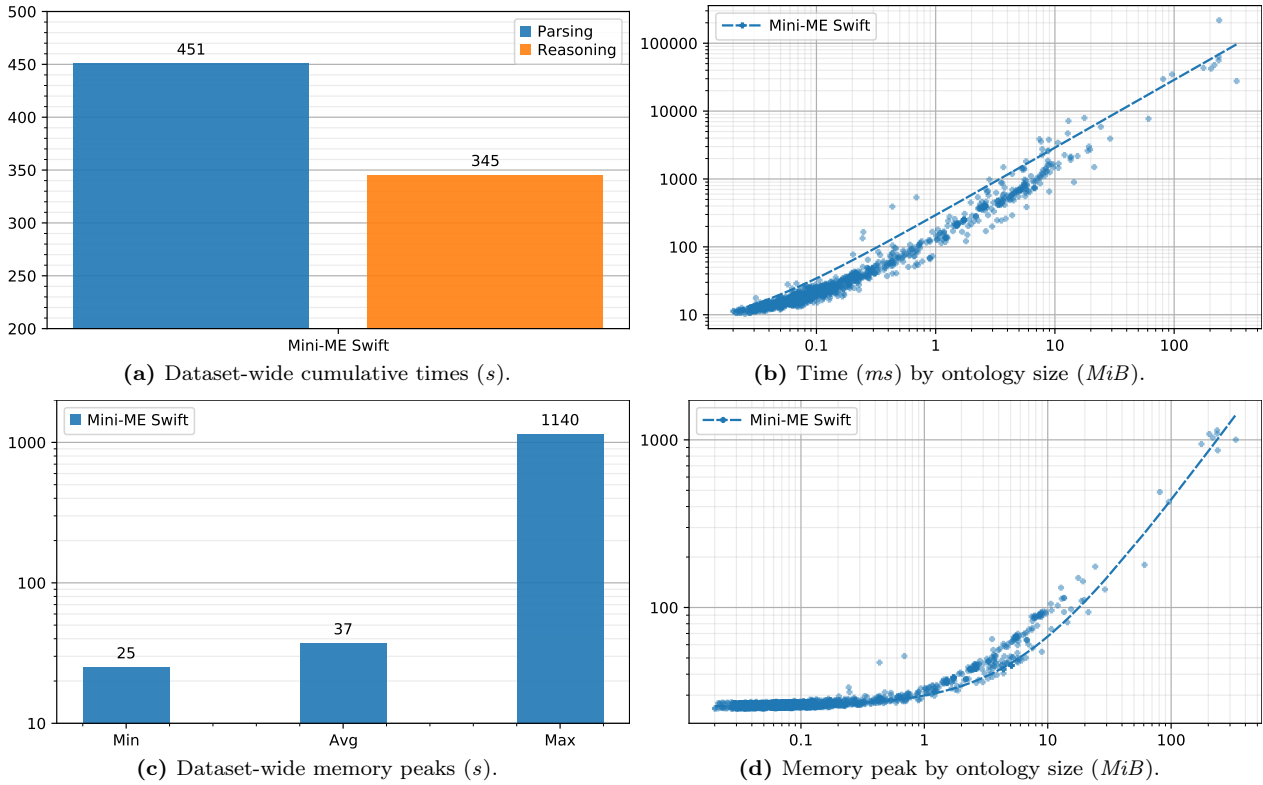 500
450
400
350
300
250
200
451
345
Parsing
Reasoning
Mini-ME Swift
(a) Dataset-wide cumulative times (s).
Mini-ME Swift
100000
10000
1000
100
10
0.1 1 10 100
(b) Time (ms) by ontology size (MiB).
Mini-ME Swift
1000
100
10
25
37
1140
Min Avg Max
(c) Dataset-wide memory peaks (s).
Mini-ME Swift
1000
100
0.1 1 10 100
(d) Memory peak by ontology size (MiB).